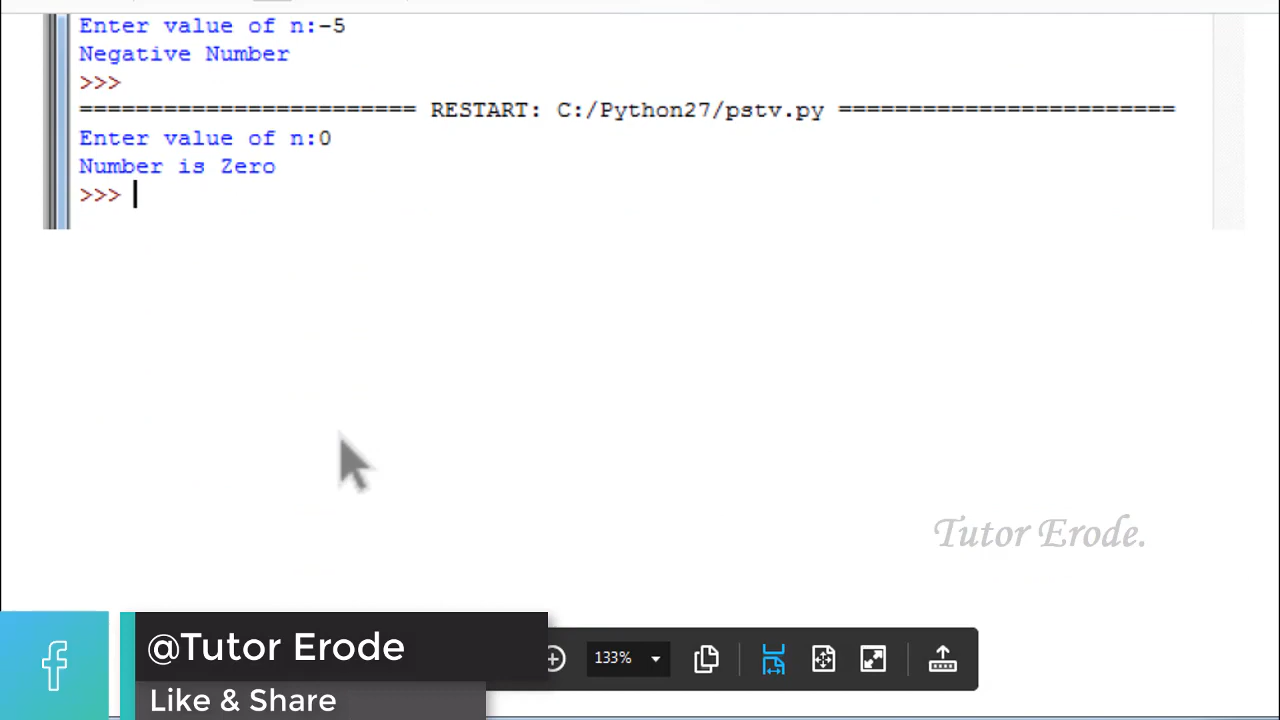 Enter value of n:-5
Negative Number
>>>
======================== RESTART: C:/Python27/pstv.py ========================
Enter value of n:0
Number is Zero
>>>
Tutor Erode.
@Tutor Erode
Like & Share
133%